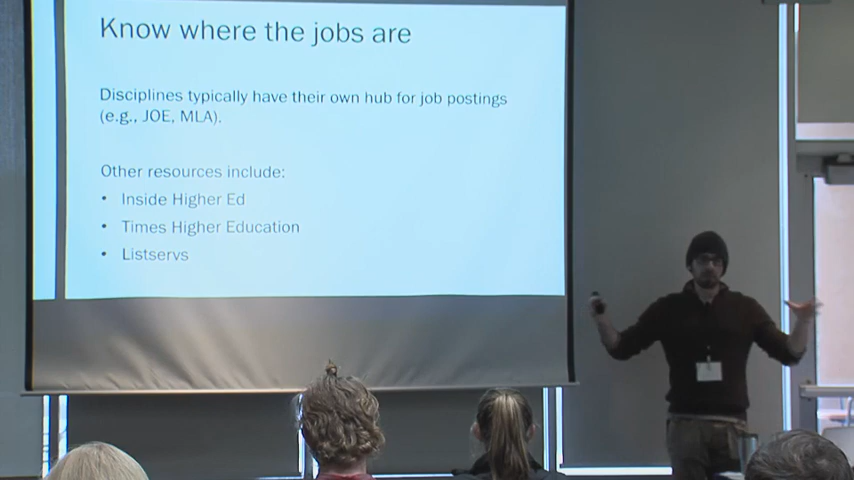 Know where the jobs are
Disciplines typically have their own hub for job postings
(e.g., JOE, MLA).
Other resources include:
• Inside Higher Ed
• Times Higher Education
• Listservs